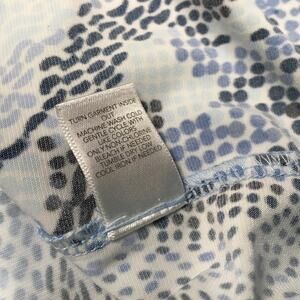 TURN GARMENT INSIDE
OUT
MACHINE WASH COLD
GENTLE CYCLE WITH
LIKE COLORS
ONLY NON-CHLORINE
BLEACH IF NEEDED
TUMBLE DRY LOW
COOL IRON IF NEEDED